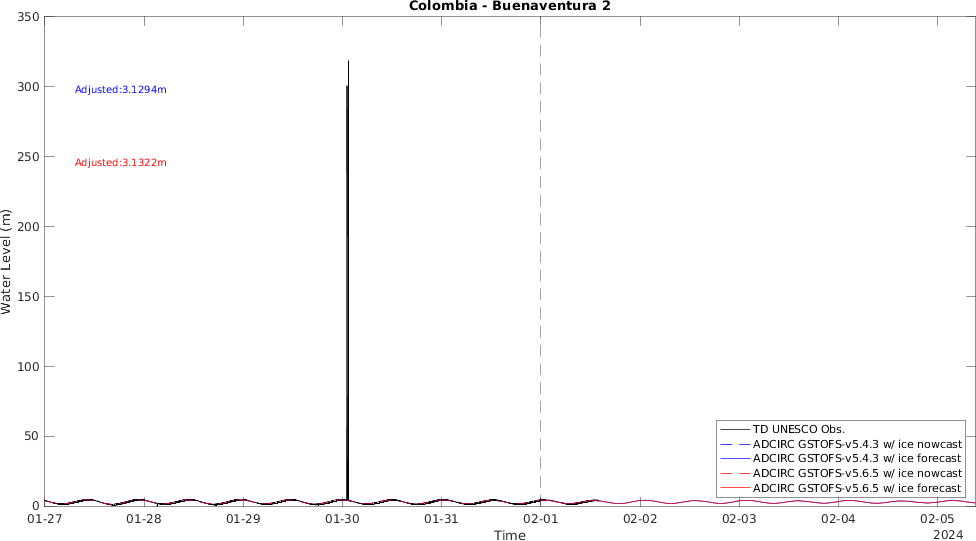 Colombia - Buenaventura 2
350
300
250
200
150
100
50
0
Water Level (m)
Adjusted:3.1294m
Adjusted:3.1322m
TD UNESCO Obs.
ADCIRC GSTOFS-v5.4.3 w/ ice nowcast
ADCIRC GSTOFS-v5.4.3 w/ ice forecast
ADCIRC GSTOFS-v5.6.5 w/ ice nowcast
ADCIRC GSTOFS-v5.6.5 w/ ice forecast
01-27 01-28 01-29 01-30 01-31 02-01 02-02 02-03 02-04 02-05
Time
2024